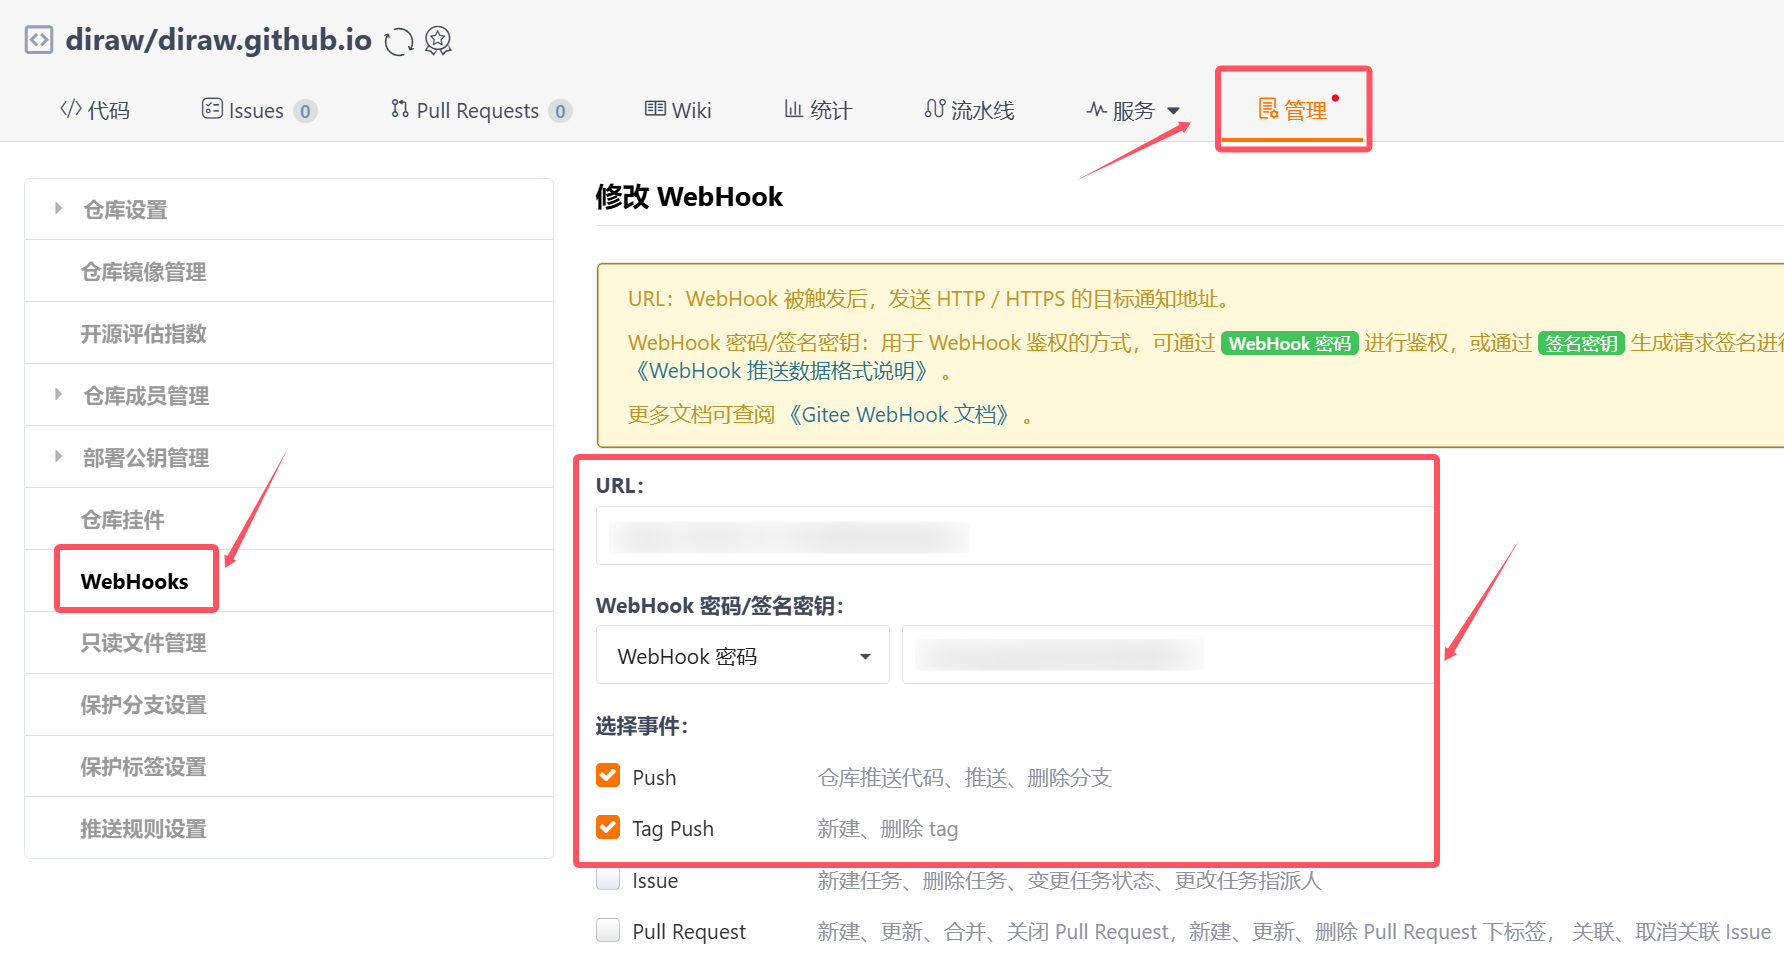 diraw/diraw.github.io
代码 Issues 0 Pull Requests 0 Wiki 统计 流水线 服务 管理
仓库设置
仓库镜像管理
开源评估指数
仓库成员管理
部署公钥管理
仓库挂件
WebHooks
只读文件管理
保护分支设置
保护标签设置
推送规则设置
修改 WebHook
URL：WebHook 被触发后，发送 HTTP / HTTPS 的目标通知地址。
WebHook 密码/签名密钥：用于 WebHook 鉴权的方式，可通过 WebHook 密码 进行鉴权，或通过 签名密钥 生成请求签名进行
《WebHook 推送数据格式说明》 。
更多文档可查阅 《Gitee WebHook 文档》 。
URL：
WebHook 密码/签名密钥：
WebHook 密码
选择事件：
Push 仓库推送代码、推送、删除分支
Tag Push 新建、删除 tag
Issue 新建任务、删除任务、变更任务状态、更改任务指派人
Pull Request 新建、更新、合并、关闭 Pull Request，新建、更新、删除 Pull Request 下标签， 关联、取消关联 Issue